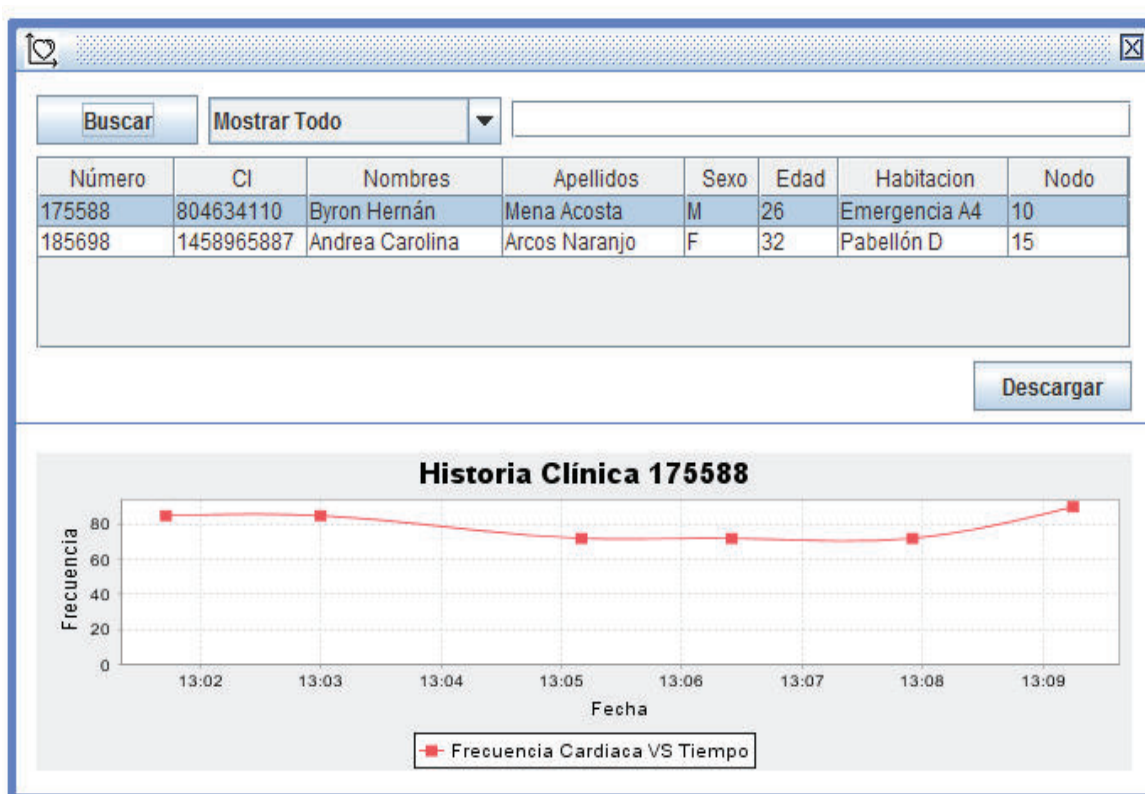 Buscar Mostrar Todo
Número CI Nombres Apellidos Sexo Edad Habitacion Nodo
175588 804634110 Byron Hernán Mena Acosta M 26 Emergencia A4 10
185698 1458965887 Andrea Carolina Arcos Naranjo F 32 Pabellón D 15
Descargar
Historia Clínica 175588
Frecuencia
80
60
40
20
0
13:02 13:03 13:04 13:05 13:06 13:07 13:08 13:09
Fecha
Frecuencia Cardiaca VS Tiempo